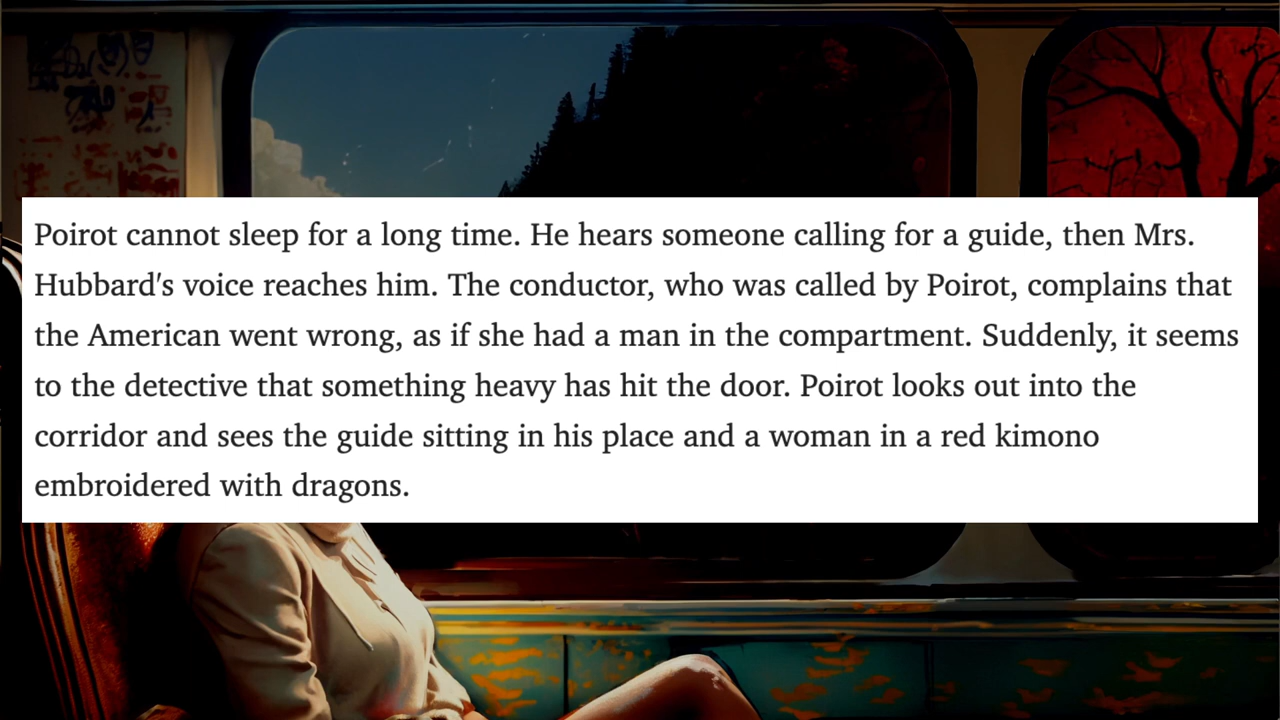 Poirot cannot sleep for a long time. He hears someone calling for a guide, then Mrs.
Hubbard's voice reaches him. The conductor, who was called by Poirot, complains that
the American went wrong, as if she had a man in the compartment. Suddenly, it seems
to the detective that something heavy has hit the door. Poirot looks out into the
corridor and sees the guide sitting in his place and a woman in a red kimono
embroidered with dragons.